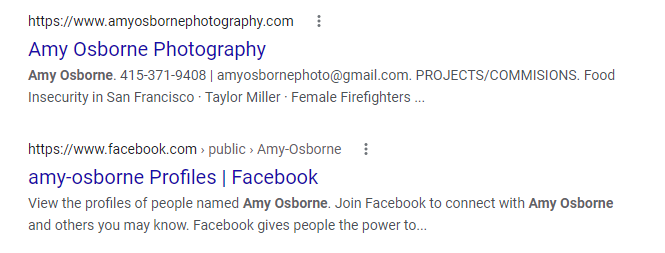 https://www.amyosbornephotography.com
Amy Osborne Photography
Amy Osborne. 415-371-9408 | amyosbornephoto@gmail.com. PROJECTS/COMMISIONS. Food
Insecurity in San Francisco · Taylor Miller · Female Firefighters ...
https://www.facebook.com › public › Amy-Osborne
amy-osborne Profiles | Facebook
View the profiles of people named Amy Osborne. Join Facebook to connect with Amy Osborne
and others you may know. Facebook gives people the power to...